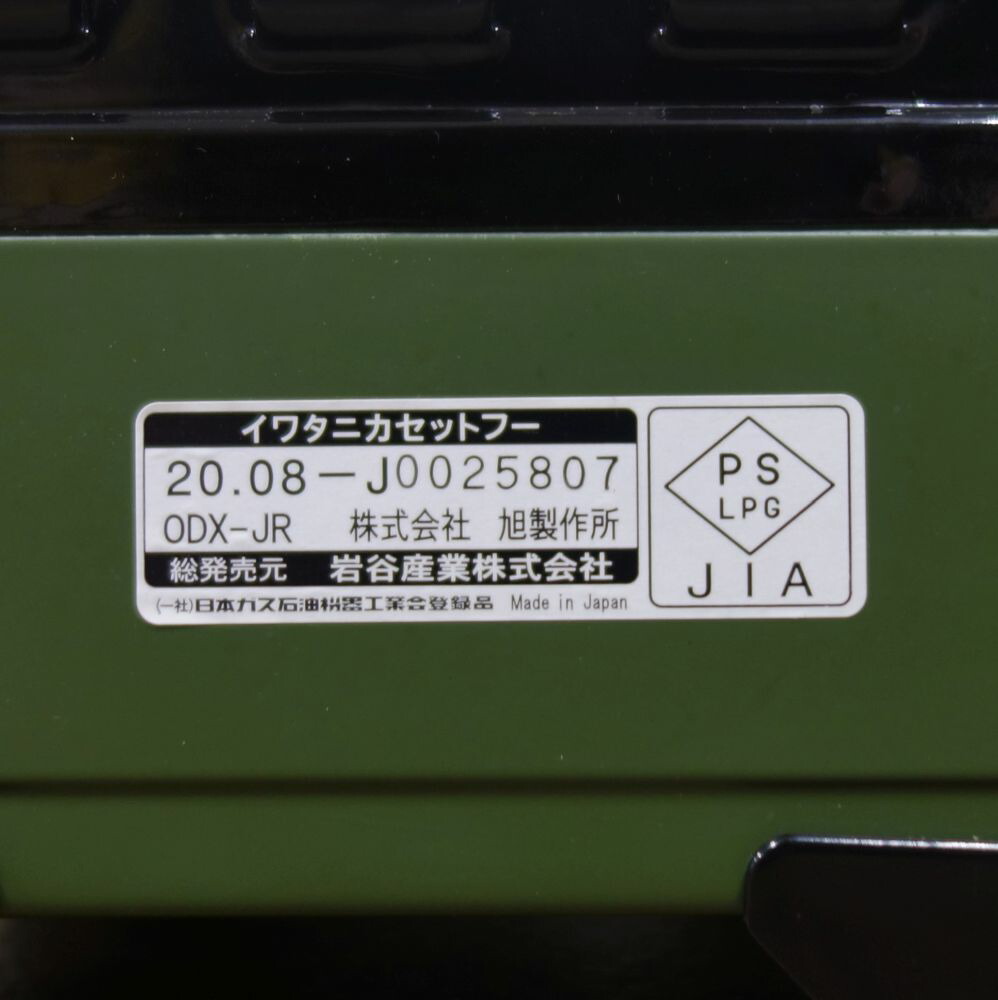 イワタニカセットフー
20.08-J0025807
ODX-JR 株式会社 旭製作所
総発売元 岩谷産業株式会社
(一社)日本ガス石油機器工業会登録品 Made in Japan
PS
LPG
JIA